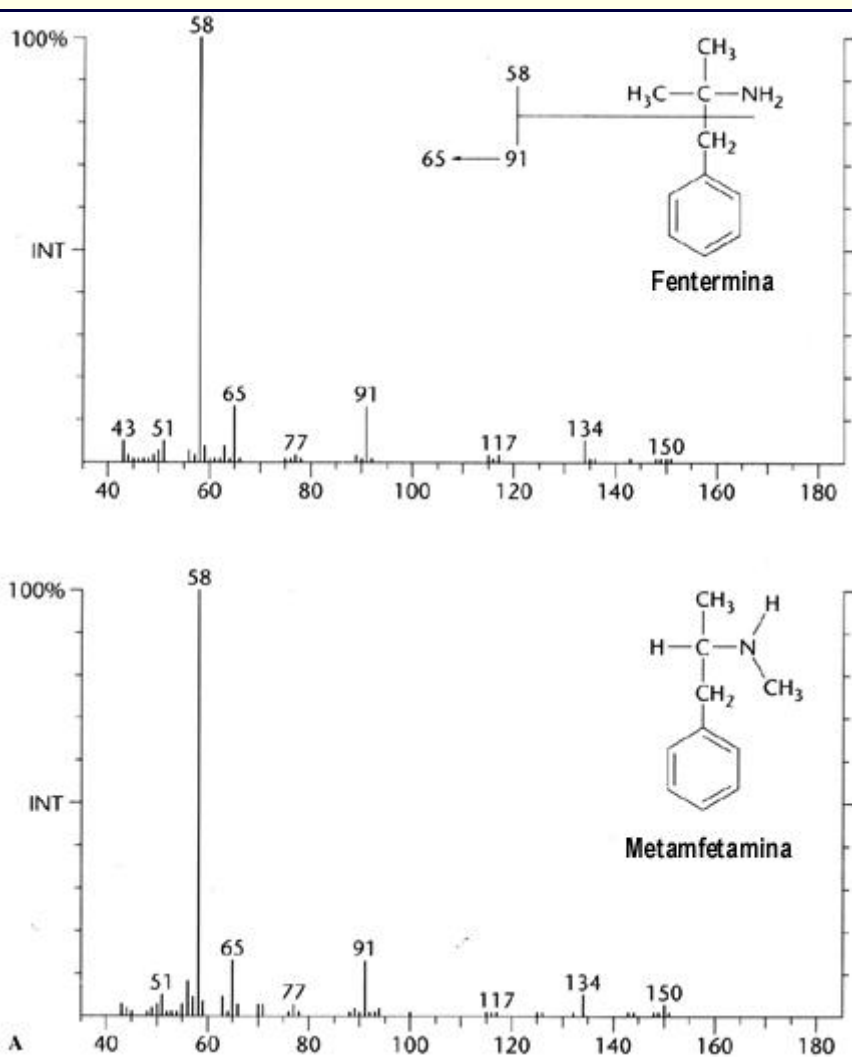 100%
58
CH₃
58
H₃C—C—NH₂
CH₂
65 91
INT
Fentermina
43 51 65 77 91 117 134 150
40 60 80 100 120 140 160 180
100%
58
CH₃ H
H—C—N
CH₂ CH₃
INT
Metamfetamina
51 65 77 91 117 134 150
A 40 60 80 100 120 140 160 180